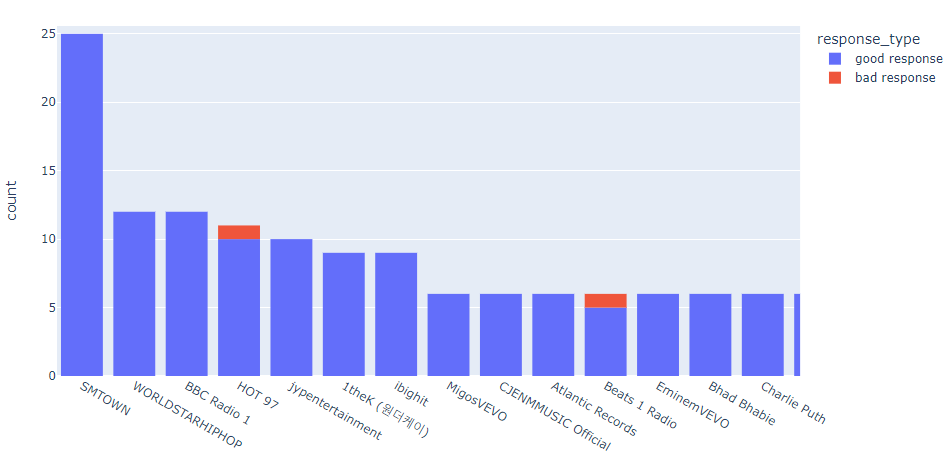 response_type
good response
bad response
count
25
20
15
10
5
0
SMTOWN
WORLDSTARHIPHOP
BBC Radio 1
HOT 97
jypentertainment
1theK (원더케이)
ibighit
MigosVEVO
CJENMMUSIC Official
Atlantic Records
Beats 1 Radio
EminemVEVO
Bhad Bhabie
Charlie Puth